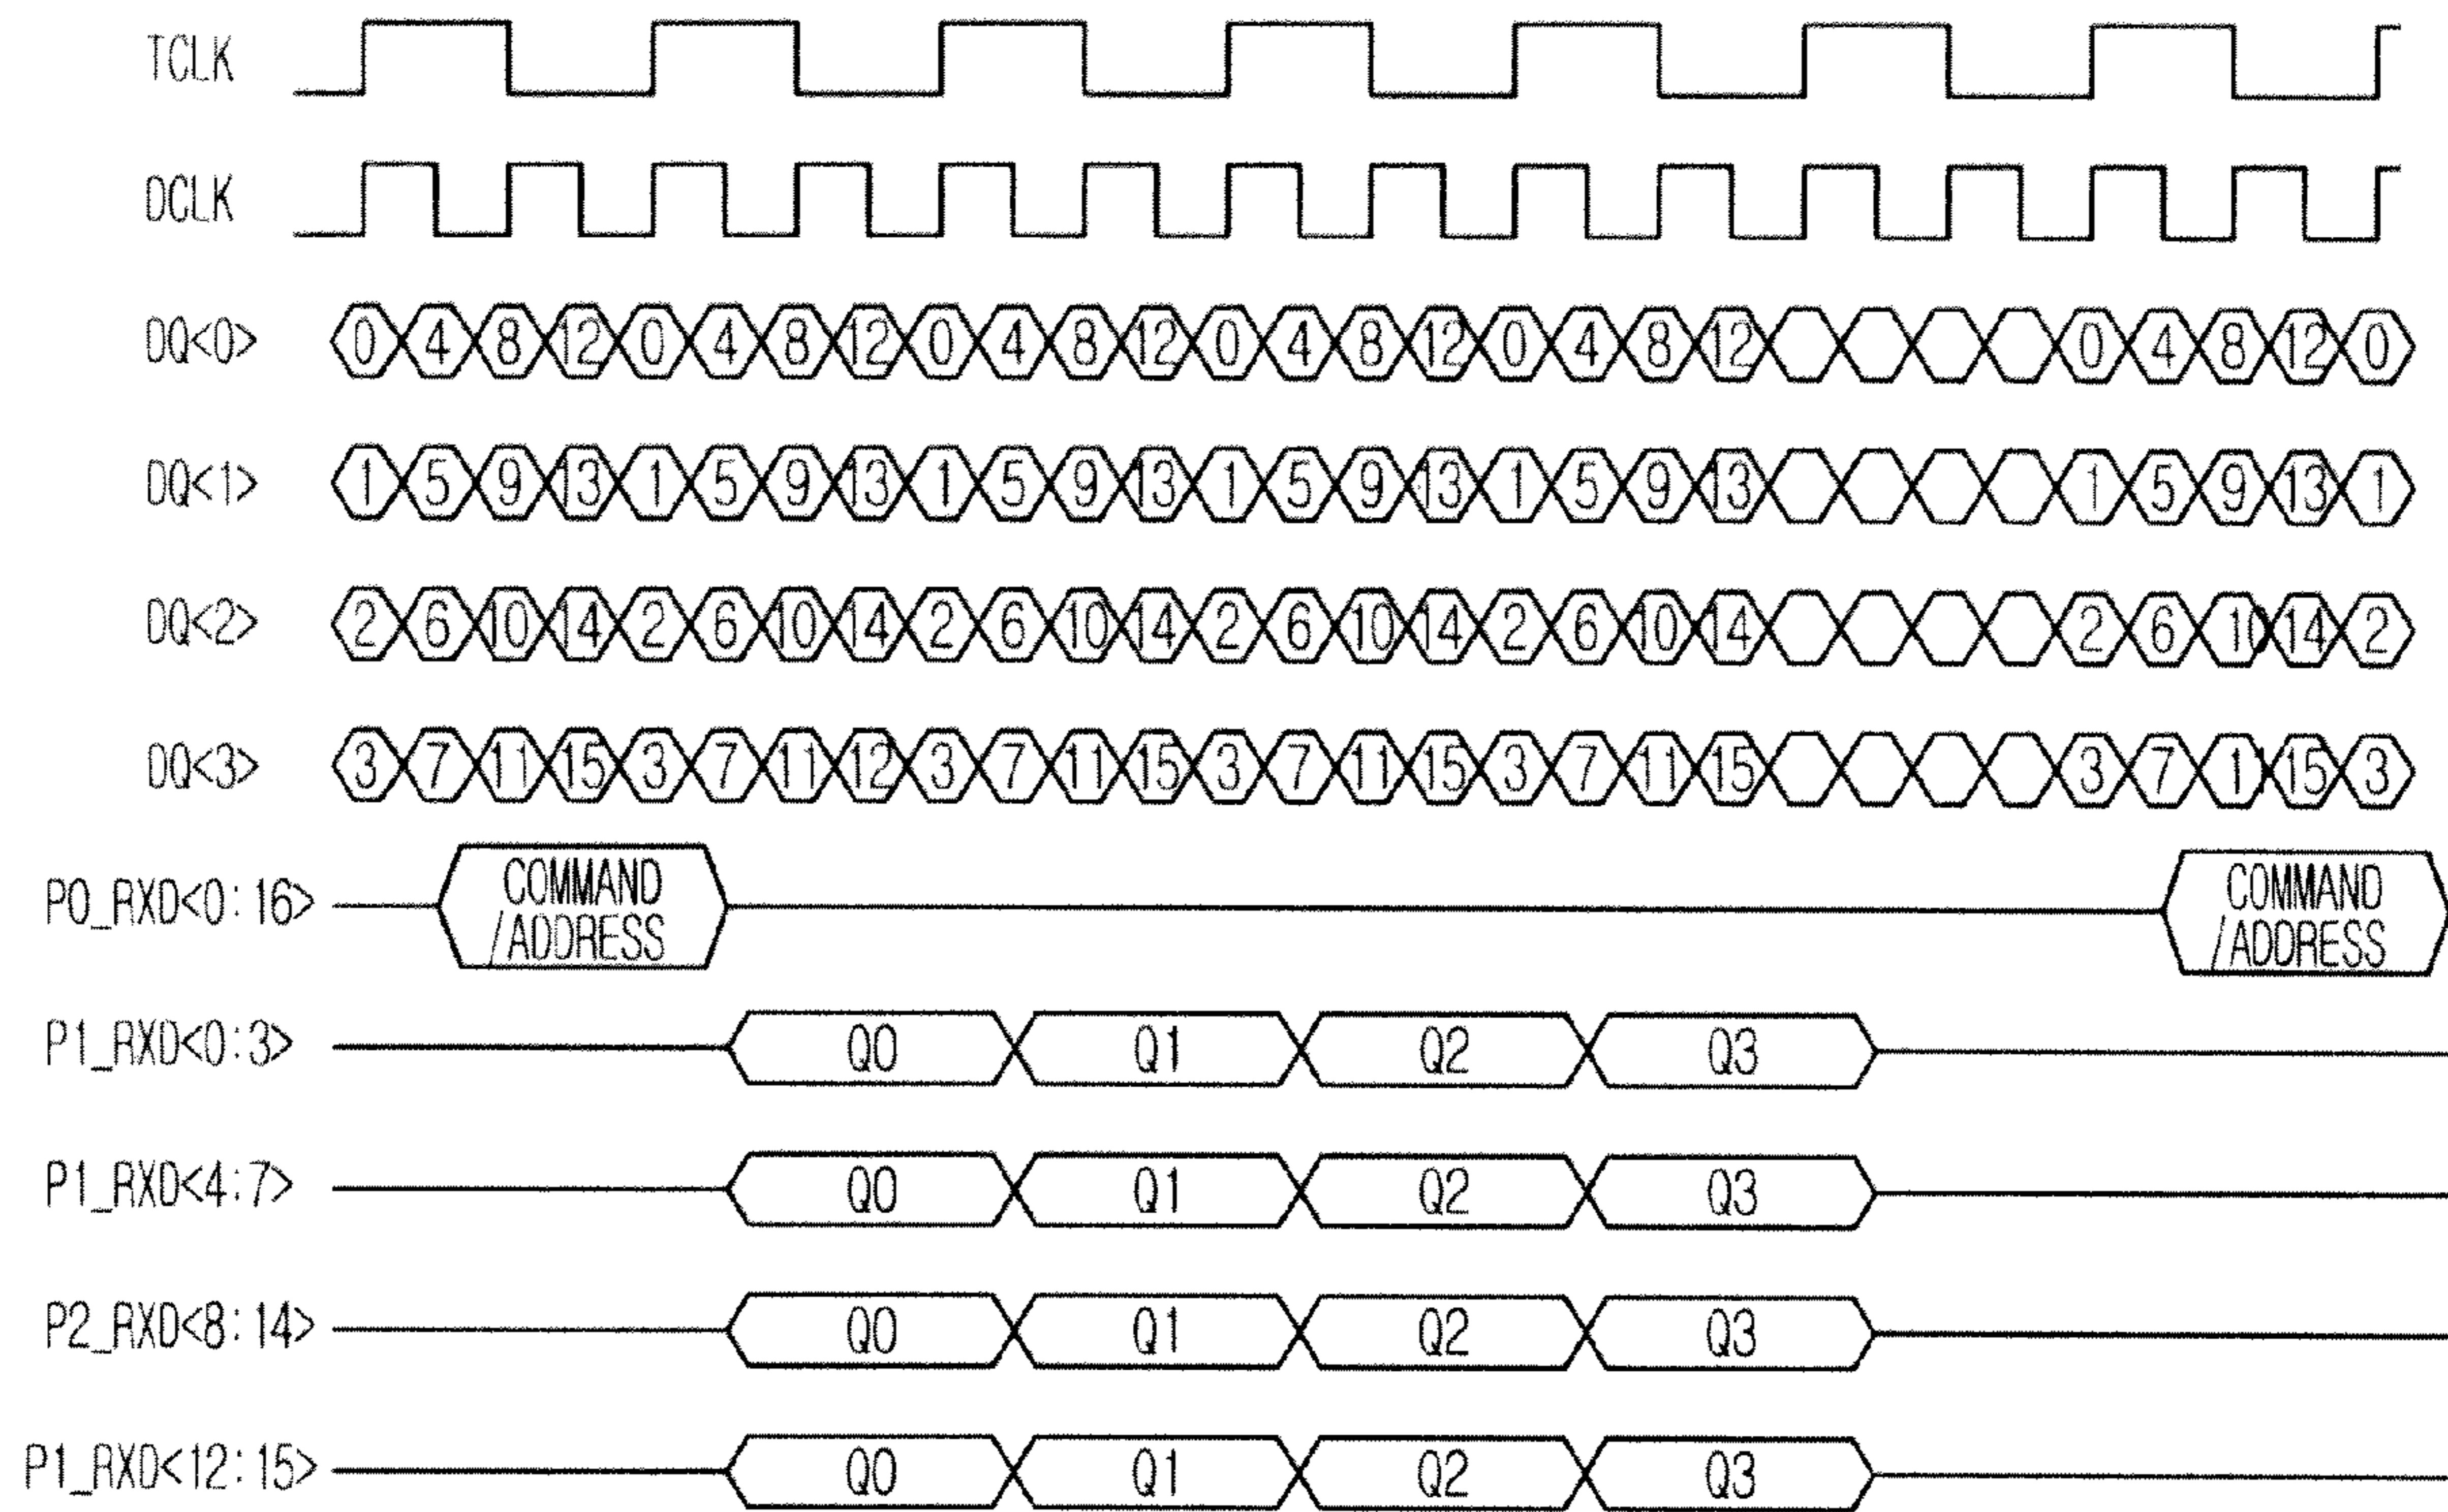 TCLK
DCLK
DQ<0> 0 4 8 12 0 4 8 12 0 4 8 12 0 4 8 12 0 4 8 12 0 4 8 12 0
DQ<1> 1 5 9 13 1 5 9 13 1 5 9 13 1 5 9 13 1 5 9 13 1 5 9 13 1
DQ<2> 2 6 10 14 2 6 10 14 2 6 10 14 2 6 10 14 2 6 10 14 2 6 10 14 2
DQ<3> 3 7 11 15 3 7 11 12 3 7 11 15 3 7 11 15 3 7 11 15 3 7 11 15 3
P0_RXD<0:16> COMMAND COMMAND
/ADDRESS /ADDRESS
P1_RXD<0:3> Q0 Q1 Q2 Q3
P1_RXD<4:7> Q0 Q1 Q2 Q3
P2_RXD<8:14> Q0 Q1 Q2 Q3
P1_RXD<12:15> Q0 Q1 Q2 Q3